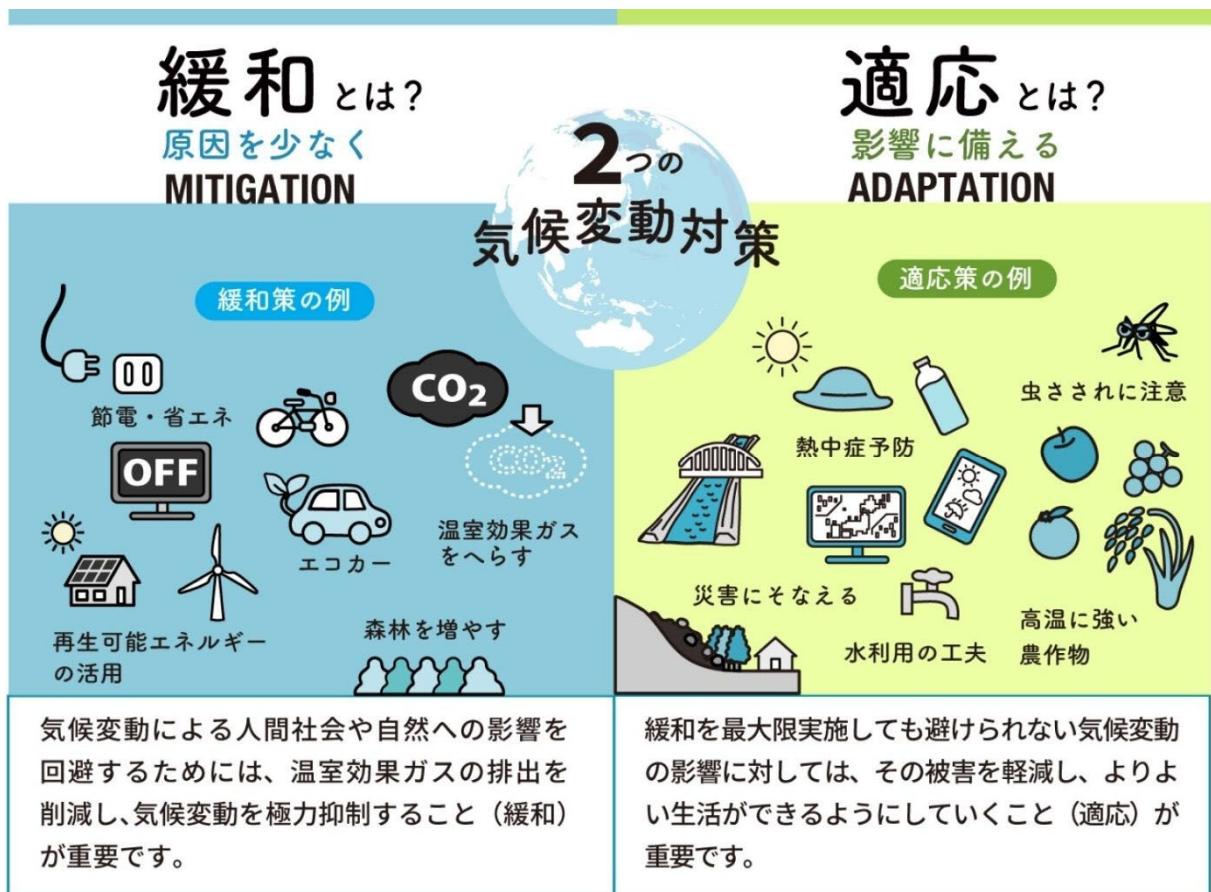 緩和とは?
原因を少なく
MITIGATION
2つの
気候変動対策
適応とは?
影響に備える
ADAPTATION
緩和策の例
節電・省エネ
OFF
CO₂
CO₂
エコカー
温室効果ガス
をへらす
再生可能エネルギー
の活用
森林を増やす
適応策の例
虫さされに注意
熱中症予防
災害にそなえる
水利用の工夫
高温に強い
農作物
気候変動による人間社会や自然への影響を
回避するためには、温室効果ガスの排出を
削減し、気候変動を極力抑制すること(緩和)
が重要です。
緩和を最大限実施しても避けられない気候変動
の影響に対しては、その被害を軽減し、よりよ
い生活ができるようにしていくこと(適応)が
重要です。